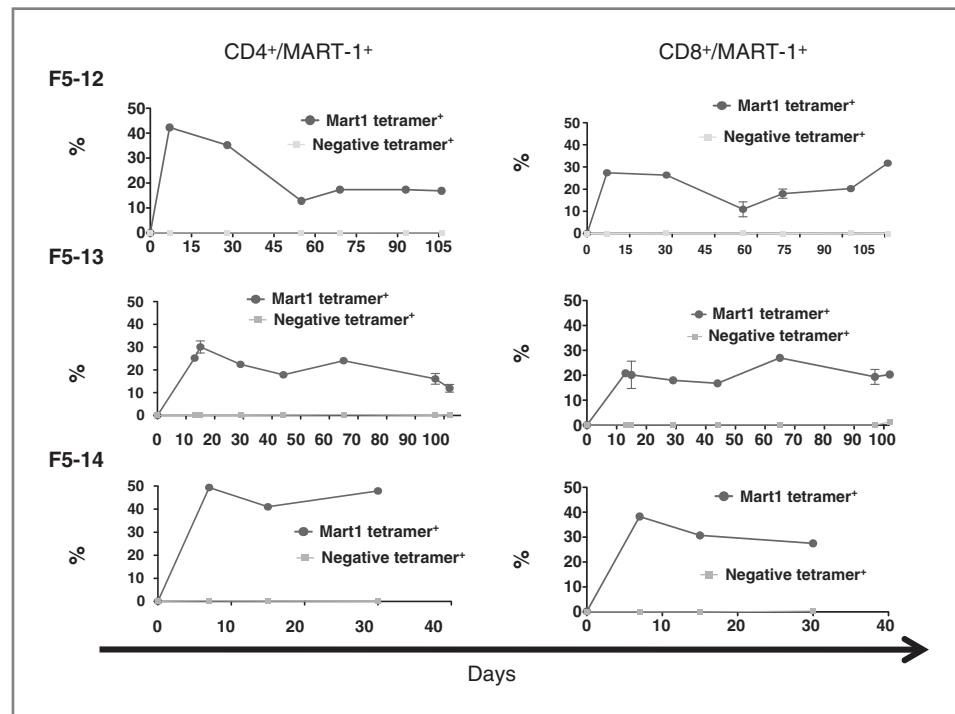 CD4⁺/MART-1⁺ CD8⁺/MART-1⁺
F5-12
%
50
40
30
20
10
0
Mart1 tetramer⁺
Negative tetramer⁺
0 15 30 45 60 75 90 105
%
50
40
30
20
10
0
Mart1 tetramer⁺
Negative tetramer⁺
0 15 30 45 60 75 90 105
F5-13
%
50
40
30
20
10
0
Mart1 tetramer⁺
Negative tetramer⁺
0 10 20 30 40 50 60 70 80 90 100
%
50
40
30
20
10
0
Mart1 tetramer⁺
Negative tetramer⁺
0 10 20 30 40 50 60 70 80 90 100
F5-14
%
50
40
30
20
10
0
Mart1 tetramer⁺
Negative tetramer⁺
0 10 20 30 40
%
50
40
30
20
10
0
Mart1 tetramer⁺
Negative tetramer⁺
0 10 20 30 40
Days